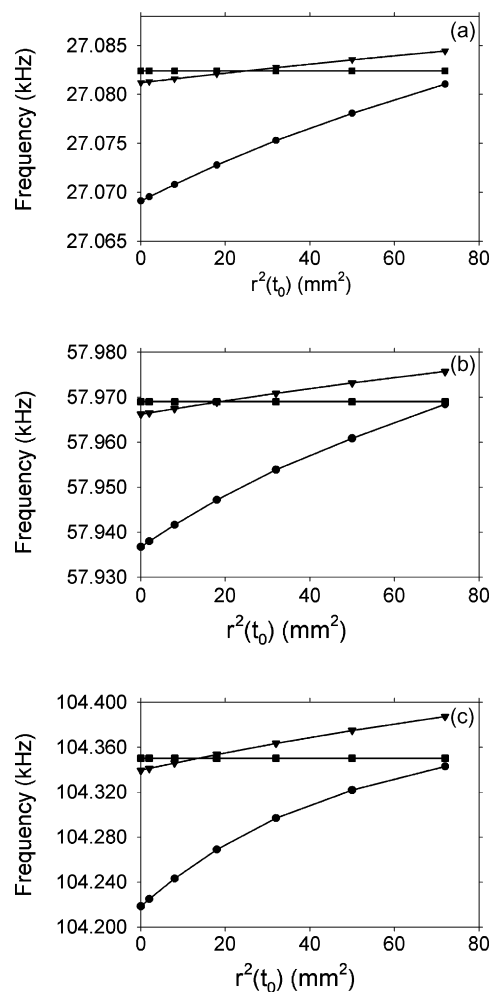 (a)
27.085
27.080
27.075
27.070
27.065
Frequency (kHz)
0 20 40 60 80
r²(t₀) (mm²)
(b)
57.980
57.970
57.960
57.950
57.940
57.930
Frequency (kHz)
0 20 40 60 80
r²(t₀) (mm²)
(c)
104.400
104.360
104.320
104.280
104.240
104.200
Frequency (kHz)
0 20 40 60 80
r²(t₀) (mm²)